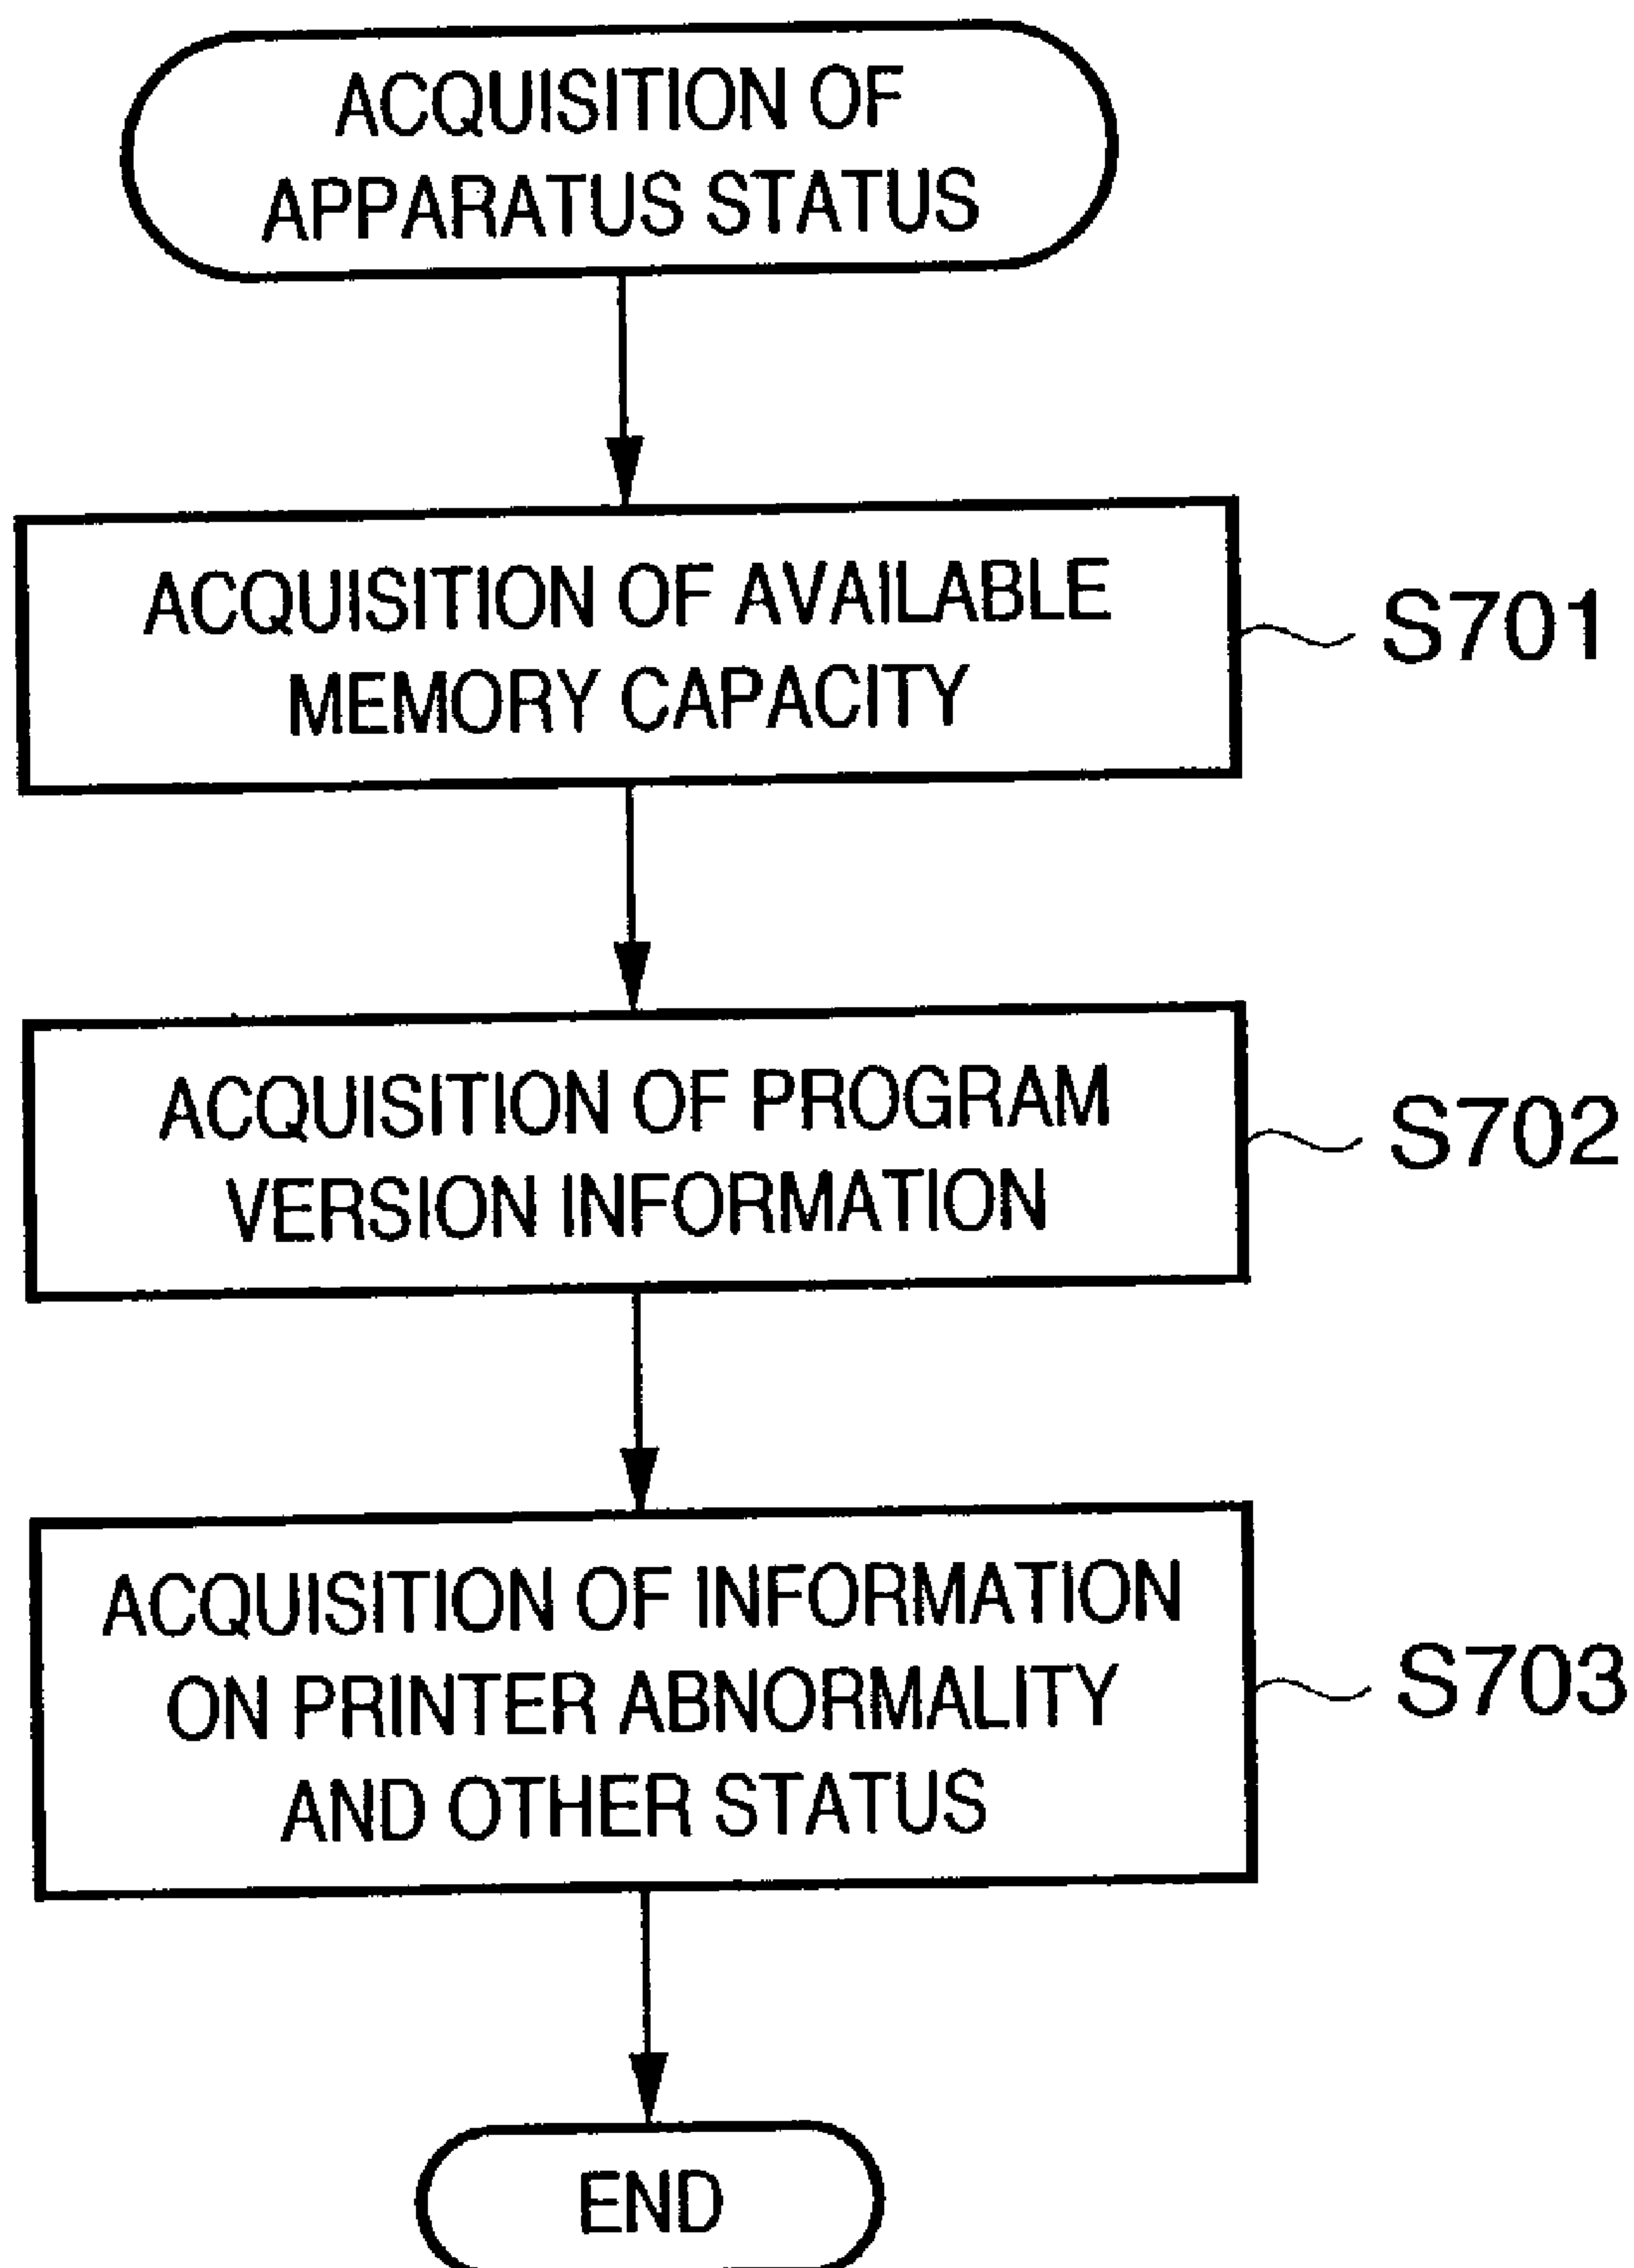 ACQUISITION OF
APPARATUS STATUS
ACQUISITION OF AVAILABLE
MEMORY CAPACITY
S701
ACQUISITION OF PROGRAM
VERSION INFORMATION
S702
ACQUISITION OF INFORMATION
ON PRINTER ABNORMALITY
AND OTHER STATUS
S703
END